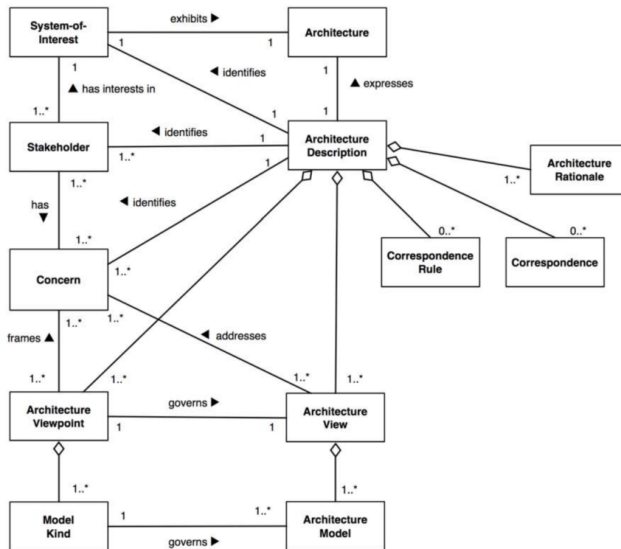 System-of-
Interest
exhibits ►
1
1
Architecture
1
1
1
◄ identifies
▲ has interests in
▲ expresses
1..*
1
1
Stakeholder
◄ identifies
1
1..*
Architecture
Description
1
Architecture
Rationale
1..*
1..*
has
▼
◄ identifies
1..*
1..*
0..*
0..*
Concern
Correspondence
Rule
Correspondence
1..*
1..*
frames ▲
◄ addresses
1..*
1..*
1..*
1..*
Architecture
Viewpoint
governs ►
1
1
Architecture
View
1..*
1..*
Model
Kind
1
1..*
governs ►
Architecture
Model